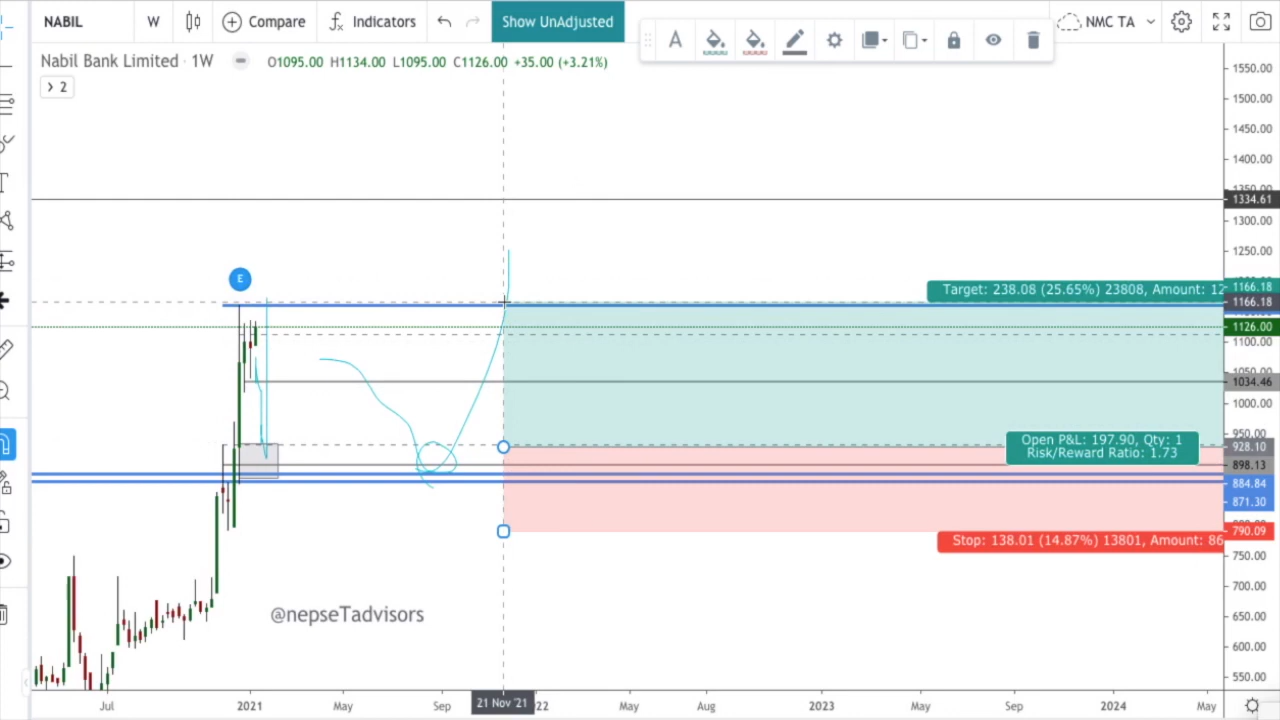 NABIL W Compare Indicators Show UnAdjusted NMC TA
Nabil Bank Limited · 1W O1095.00 H1134.00 L1095.00 C1126.00 +35.00 (+3.21%)
2
1550.00
1500.00
1450.00
1400.00
1334.61
1300.00
1250.00
E
Target: 238.08 (25.65%) 23808, Amount: 12
1166.18
1166.18
1126.00
1100.00
1034.46
1000.00
Open P&L: 197.90, Qty: 1
Risk/Reward Ratio: 1.73
928.10
898.13
884.84
871.30
790.09
Stop: 138.01 (14.87%) 13801, Amount: 86
750.00
700.00
650.00
600.00
550.00
@nepseTadvisors
Jul 2021 May Sep 21 Nov '21 22 May Aug 2023 May Sep 2024 May